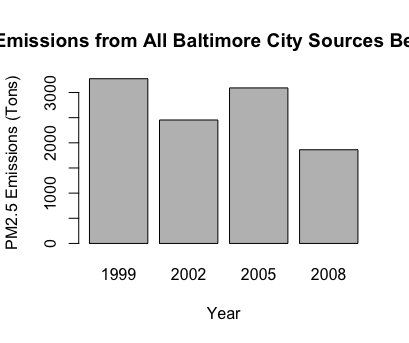 Emissions from All Baltimore City Sources Be
PM2.5 Emissions (Tons)
3000
2000
1000
0
1999 2002 2005 2008
Year